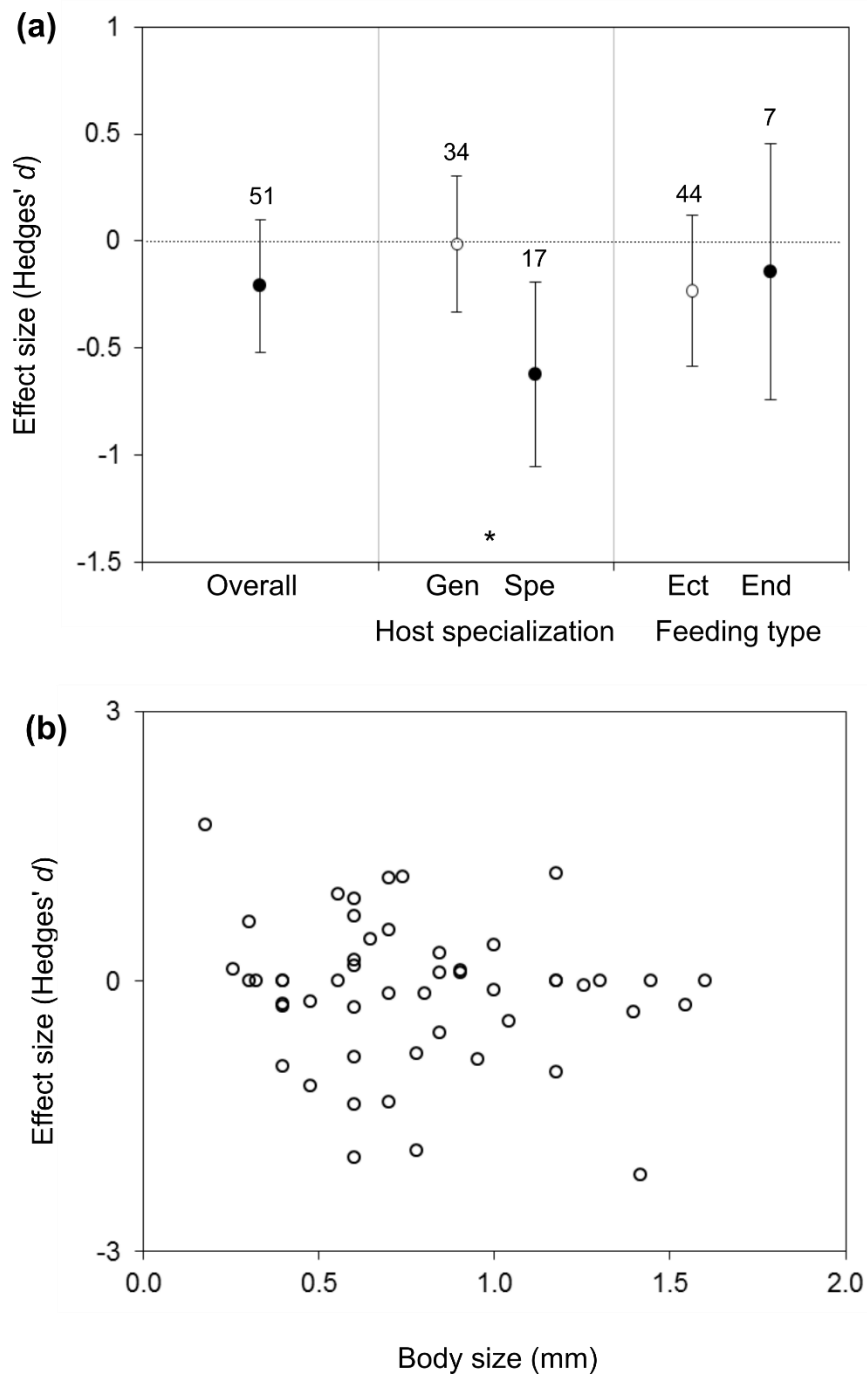 (a)
Effect size (Hedges' d)
1
0.5
0
-0.5
-1
-1.5
51
34
17
44
7
*
Overall
Gen Spe
Ect End
Host specialization
Feeding type
(b)
Effect size (Hedges' d)
3
0
-3
0.0 0.5 1.0 1.5 2.0
Body size (mm)